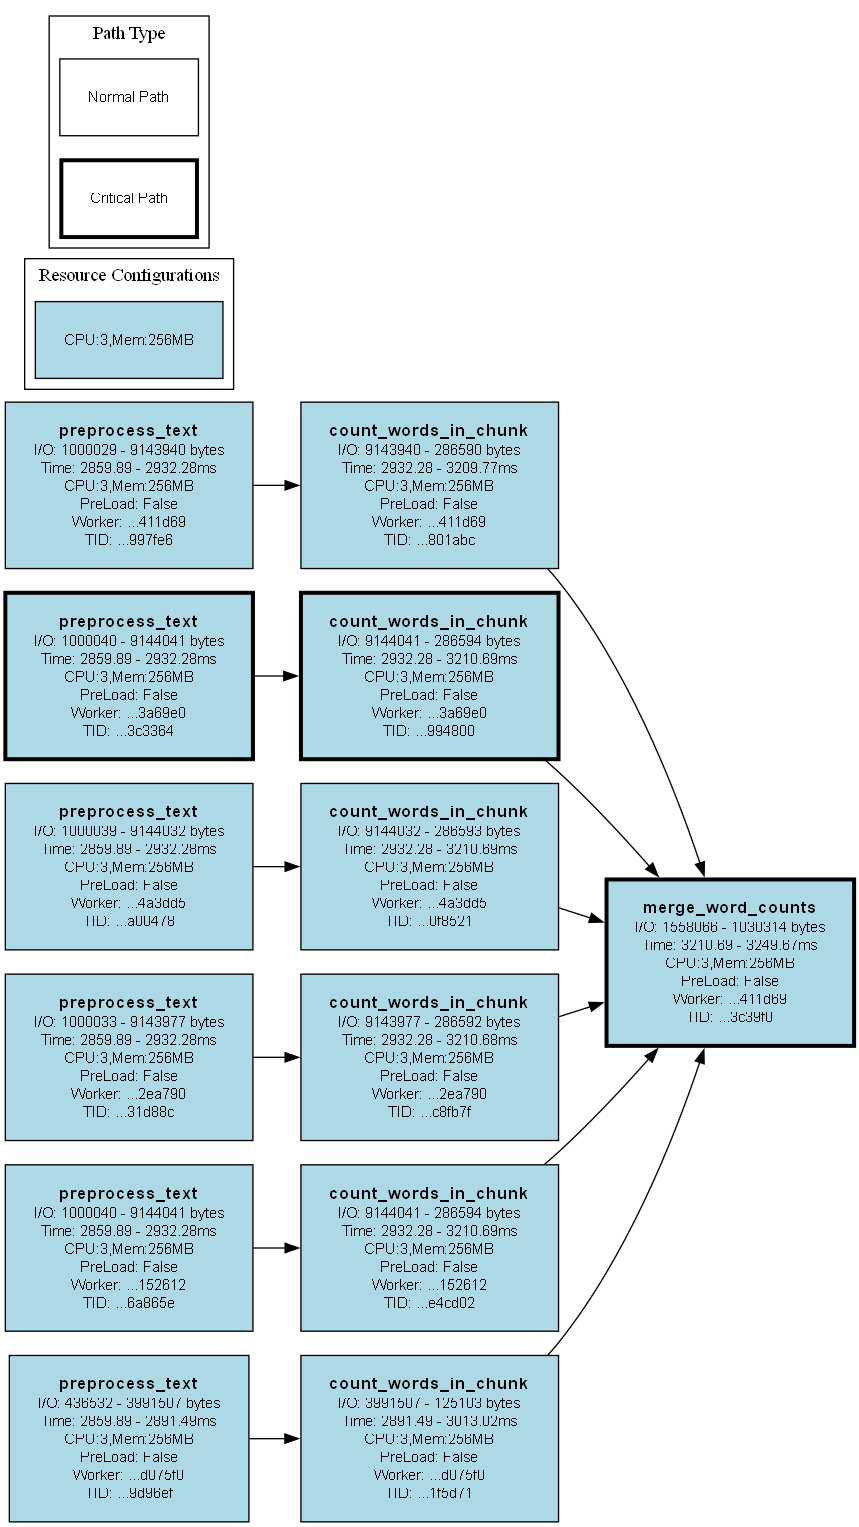 Path Type
Normal Path
Critical Path
Resource Configurations
CPU:3,Mem:256MB
preprocess_text
I/O: 1000029 - 9143940 bytes
Time: 2859.89 - 2932.28ms
CPU:3,Mem:256MB
PreLoad: False
Worker: ...411d69
TID: ...997fe6
count_words_in_chunk
I/O: 9143940 - 286590 bytes
Time: 2932.28 - 3209.77ms
CPU:3,Mem:256MB
PreLoad: False
Worker: ...411d69
TID: ...801abc
preprocess_text
I/O: 1000040 - 9144041 bytes
Time: 2859.89 - 2932.28ms
CPU:3,Mem:256MB
PreLoad: False
Worker: ...3a69e0
TID: ...3c3364
count_words_in_chunk
I/O: 9144041 - 286594 bytes
Time: 2932.28 - 3210.69ms
CPU:3,Mem:256MB
PreLoad: False
Worker: ...3a69e0
TID: ...994800
preprocess_text
I/O: 1000039 - 9144032 bytes
Time: 2859.89 - 2932.28ms
CPU:3,Mem:256MB
PreLoad: False
Worker: ...4a3dd5
TID: ...a00478
count_words_in_chunk
I/O: 9144032 - 286593 bytes
Time: 2932.28 - 3210.69ms
CPU:3,Mem:256MB
PreLoad: False
Worker: ...4a3dd5
TID: ...0f8521
merge_word_counts
I/O: 1558066 - 1030314 bytes
Time: 3210.69 - 3249.67ms
CPU:3,Mem:256MB
PreLoad: False
Worker: ...411d69
TID: ...3c39f0
preprocess_text
I/O: 1000033 - 9143977 bytes
Time: 2859.89 - 2932.28ms
CPU:3,Mem:256MB
PreLoad: False
Worker: ...2ea790
TID: ...31d88c
count_words_in_chunk
I/O: 9143977 - 286592 bytes
Time: 2932.28 - 3210.68ms
CPU:3,Mem:256MB
PreLoad: False
Worker: ...2ea790
TID: ...c8fb7f
preprocess_text
I/O: 1000040 - 9144041 bytes
Time: 2859.89 - 2932.28ms
CPU:3,Mem:256MB
PreLoad: False
Worker: ...152612
TID: ...6a865e
count_words_in_chunk
I/O: 9144041 - 286594 bytes
Time: 2932.28 - 3210.69ms
CPU:3,Mem:256MB
PreLoad: False
Worker: ...152612
TID: ...e4cd02
preprocess_text
I/O: 436532 - 3991507 bytes
Time: 2859.89 - 2891.49ms
CPU:3,Mem:256MB
PreLoad: False
Worker: ...d075f0
TID: ...9d96ef
count_words_in_chunk
I/O: 3991507 - 125103 bytes
Time: 2891.49 - 3013.02ms
CPU:3,Mem:256MB
PreLoad: False
Worker: ...d075f0
TID: ...1f5d71